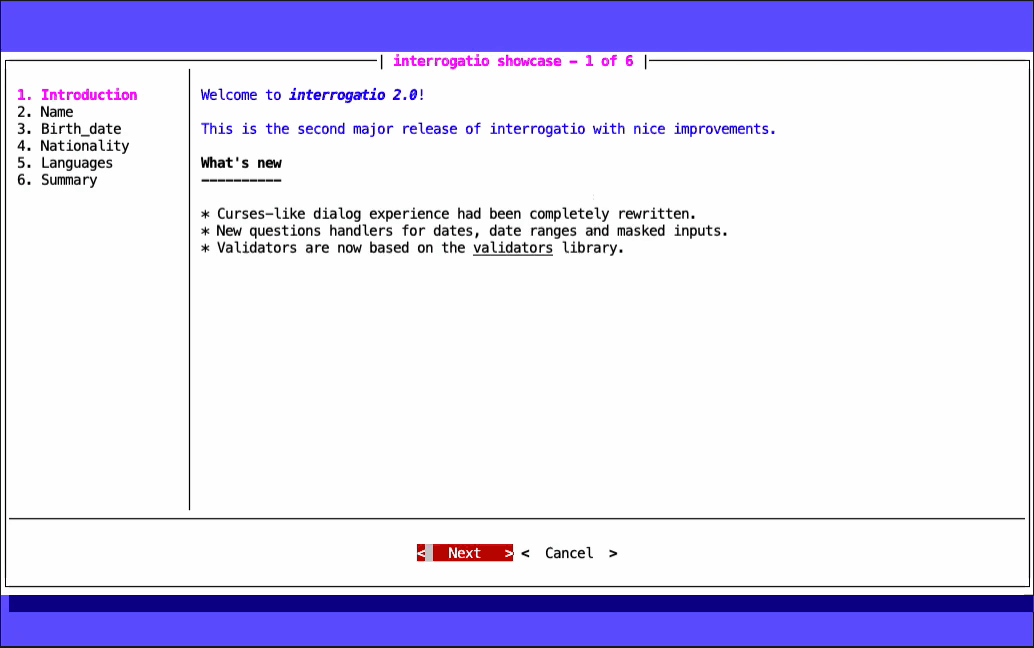 interrogatio showcase – 1 of 6
1. Introduction
2. Name
3. Birth_date
4. Nationality
5. Languages
6. Summary
Welcome to interrogatio 2.0!
This is the second major release of interrogatio with nice improvements.
What's new
----------
* Curses-like dialog experience had been completely rewritten.
* New questions handlers for dates, date ranges and masked inputs.
* Validators are now based on the validators library.
< Next > < Cancel >